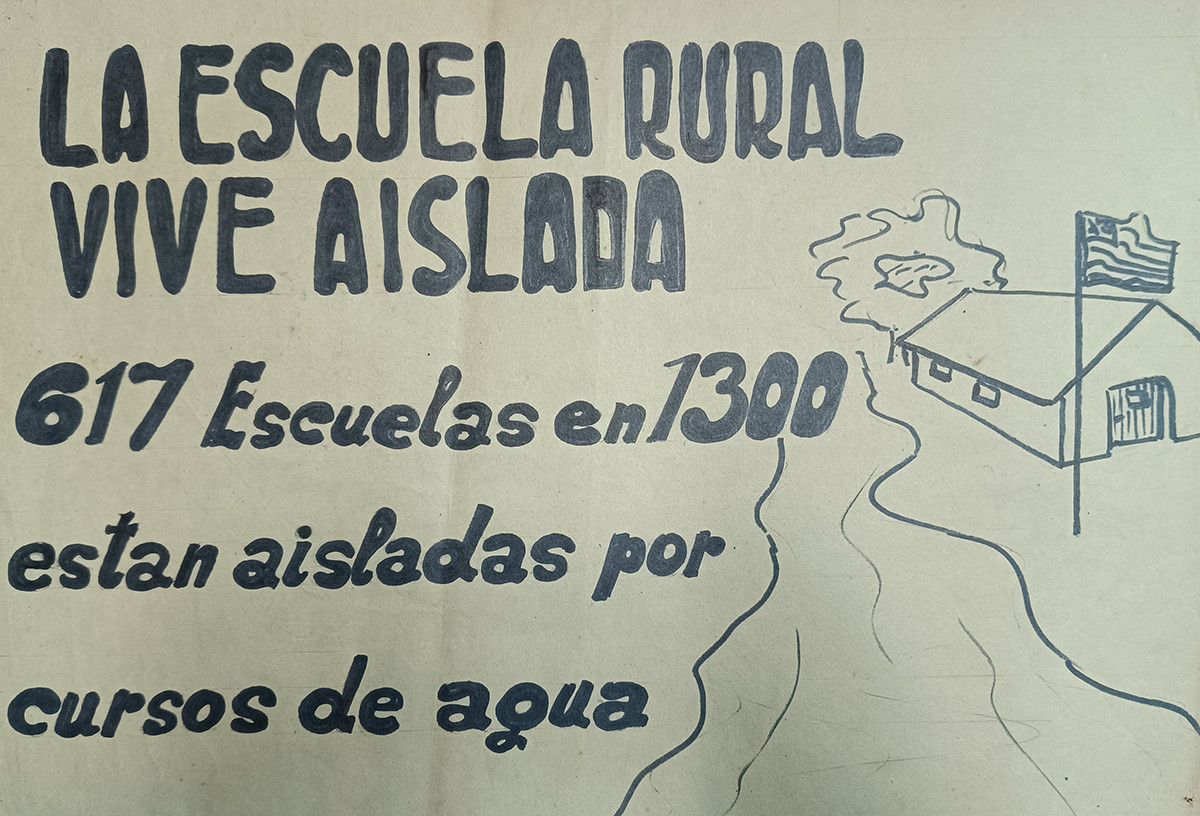 LA ESCUELA RURAL
VIVE AISLADA
617 Escuelas en 1300
estan aisladas por
cursos de agua